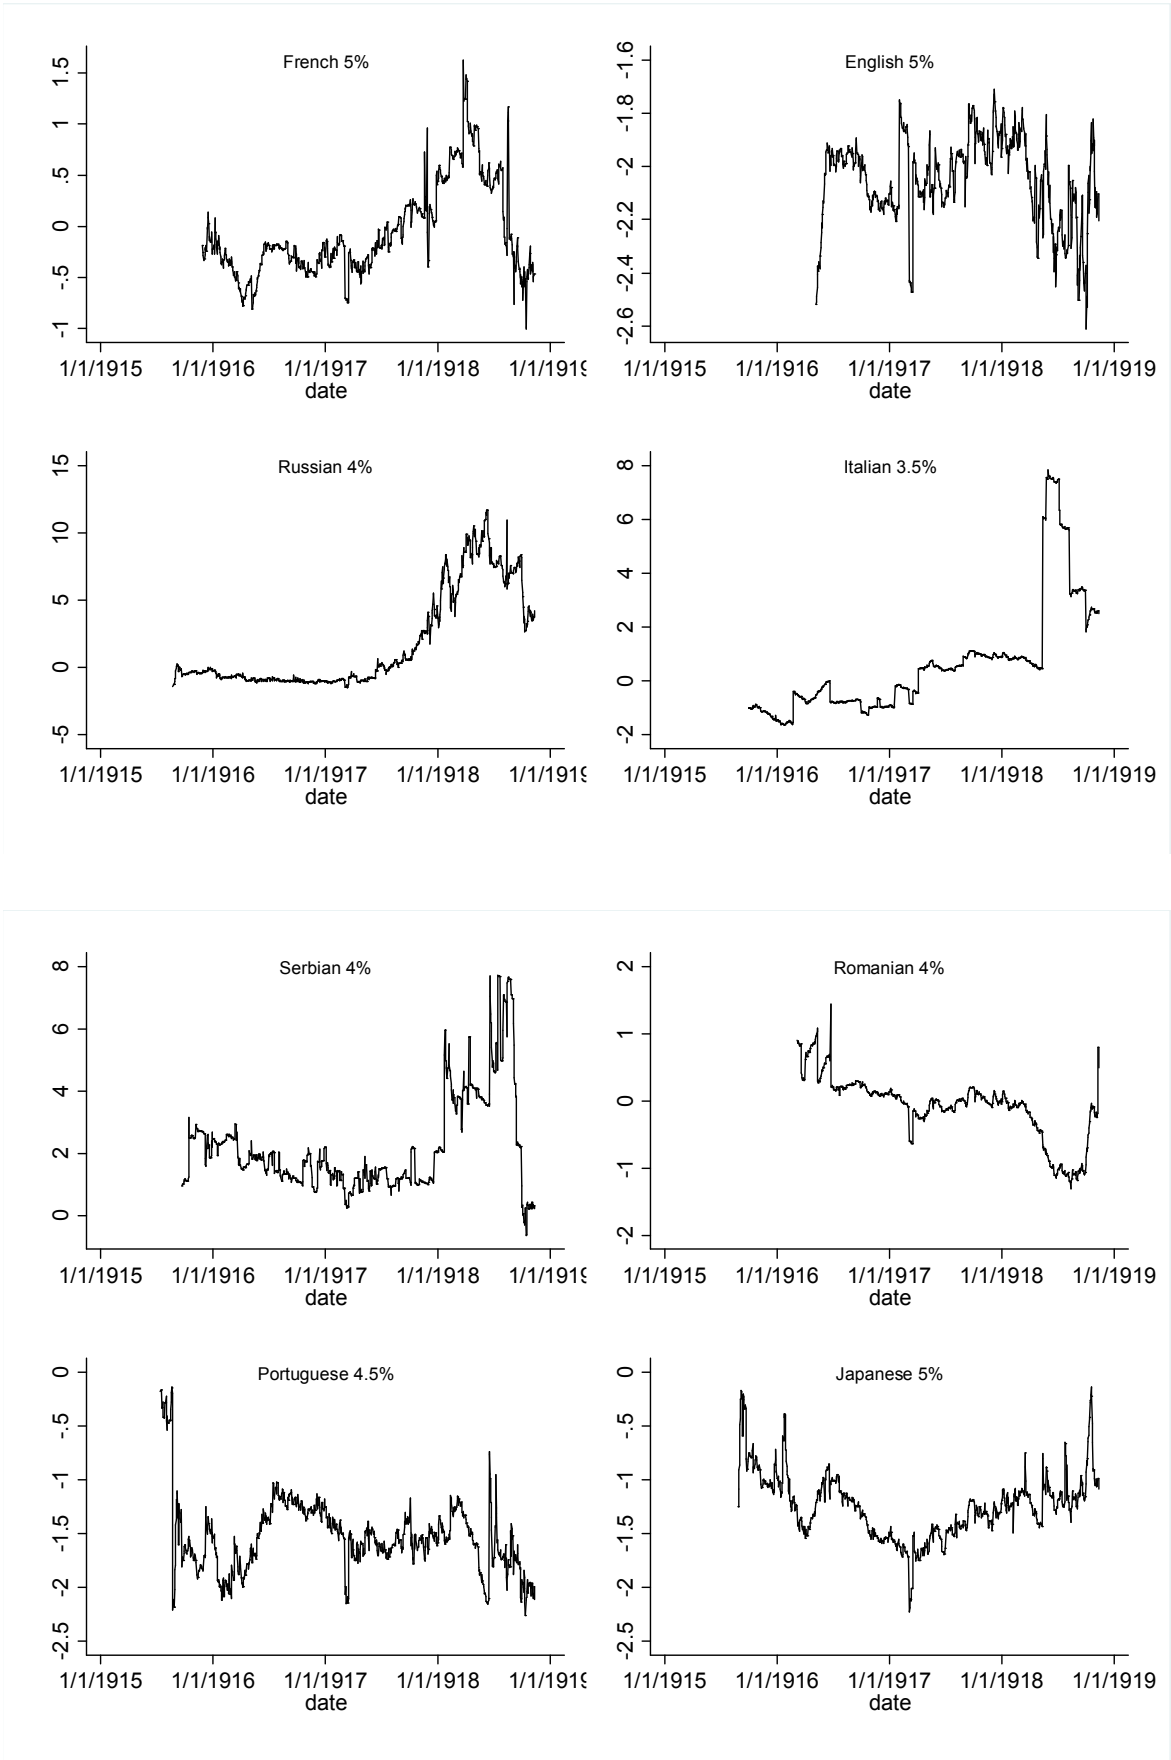 French 5%
1.5
1
.5
0
-.5
-1
1/1/1915 1/1/1916 1/1/1917 1/1/1918 1/1/1919
date
English 5%
-1.6
-1.8
-2
-2.2
-2.4
-2.6
1/1/1915 1/1/1916 1/1/1917 1/1/1918 1/1/1919
date
Russian 4%
15
10
5
0
-5
1/1/1915 1/1/1916 1/1/1917 1/1/1918 1/1/1919
date
Italian 3.5%
8
6
4
2
0
-2
1/1/1915 1/1/1916 1/1/1917 1/1/1918 1/1/1919
date
Serbian 4%
8
6
4
2
0
1/1/1915 1/1/1916 1/1/1917 1/1/1918 1/1/1919
date
Romanian 4%
2
1
0
-1
-2
1/1/1915 1/1/1916 1/1/1917 1/1/1918 1/1/1919
date
Portuguese 4.5%
0
-.5
-1
-1.5
-2
-2.5
1/1/1915 1/1/1916 1/1/1917 1/1/1918 1/1/1919
date
Japanese 5%
0
-.5
-1
-1.5
-2
-2.5
1/1/1915 1/1/1916 1/1/1917 1/1/1918 1/1/1919
date